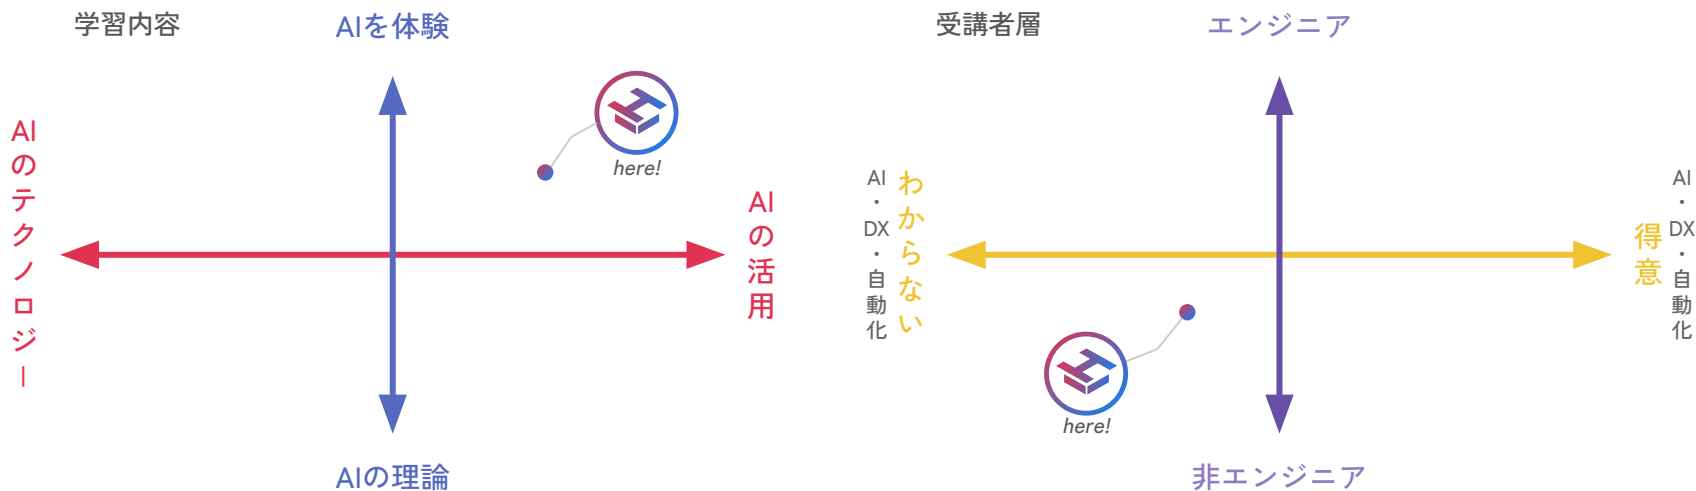 学習内容
AIを体験
AIのテクノロジー
here!
AIの活用
AIの理論
受講者層
エンジニア
AI・DX・自動化
わからない
here!
得意
AI・DX・自動化
非エンジニア